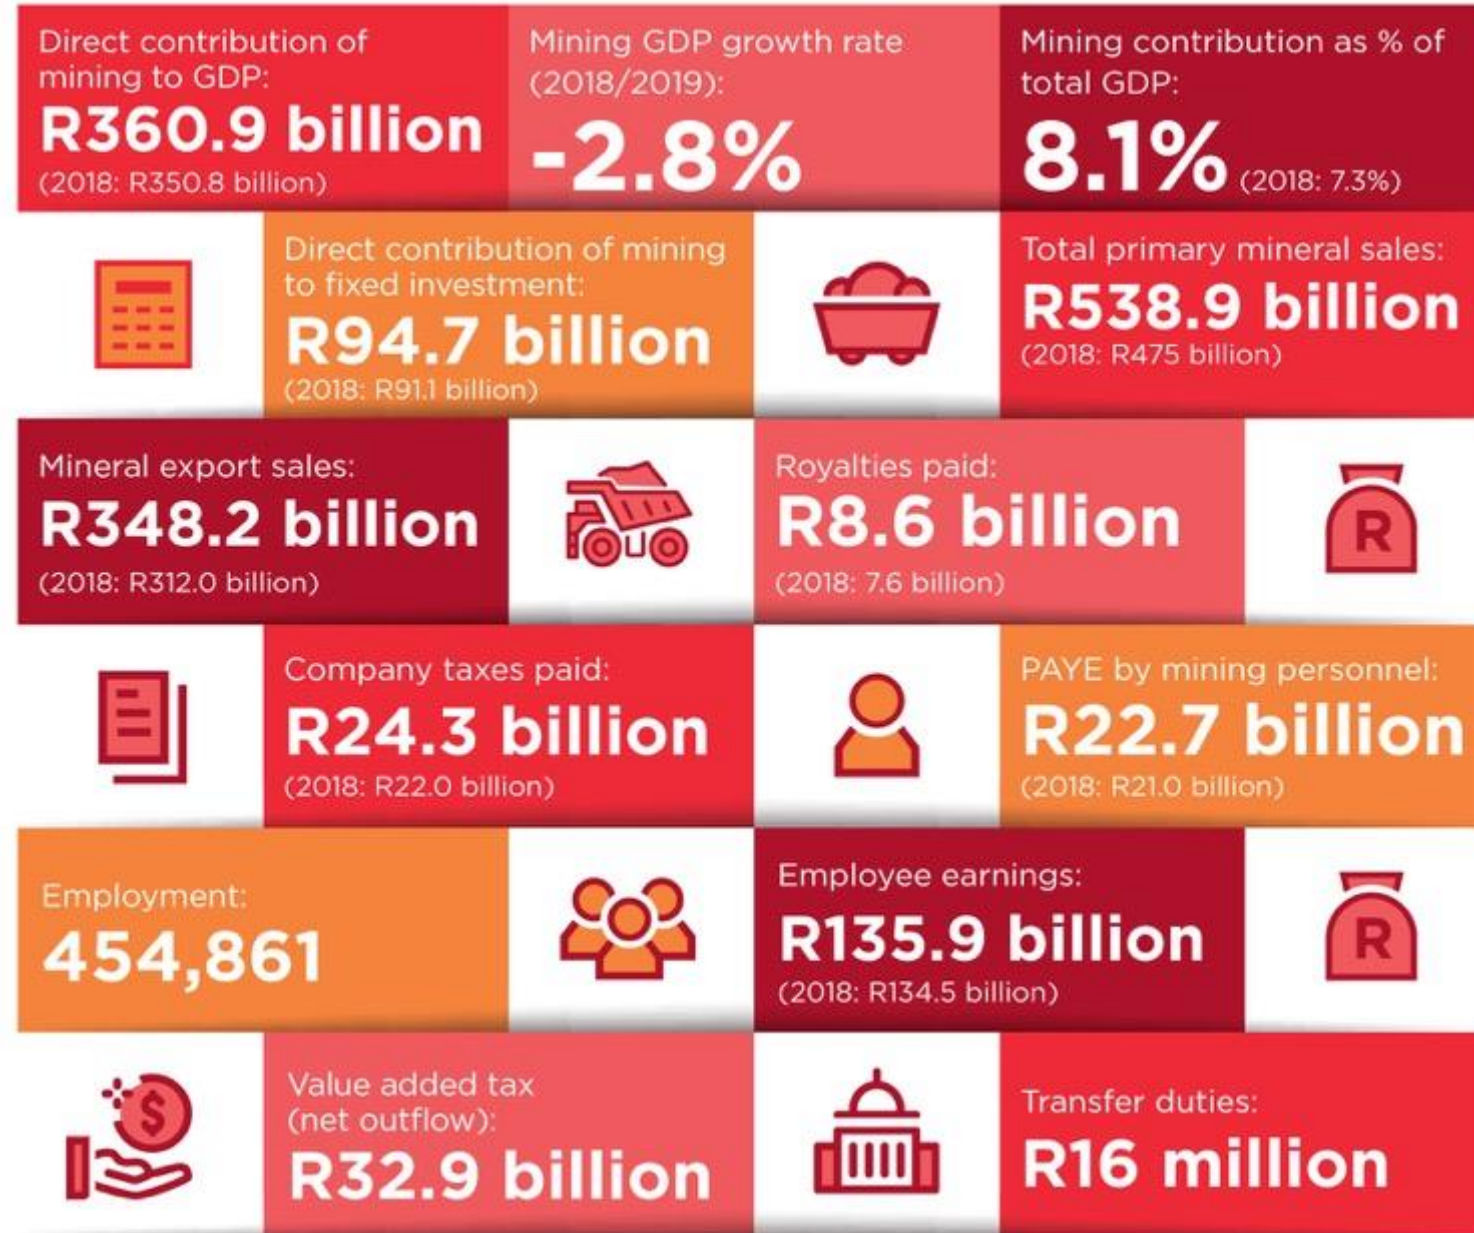 Direct contribution of
mining to GDP:
R360.9 billion
(2018: R350.8 billion)
Mining GDP growth rate
(2018/2019):
-2.8%
Mining contribution as % of
total GDP:
8.1% (2018: 7.3%)
Direct contribution of mining
to fixed investment:
R94.7 billion
(2018: R91.1 billion)
Total primary mineral sales:
R538.9 billion
(2018: R475 billion)
Mineral export sales:
R348.2 billion
(2018: R312.0 billion)
Royalties paid:
R8.6 billion
(2018: 7.6 billion)
R
Company taxes paid:
R24.3 billion
(2018: R22.0 billion)
PAYE by mining personnel:
R22.7 billion
(2018: R21.0 billion)
Employment:
454,861
Employee earnings:
R135.9 billion
(2018: R134.5 billion)
R
$
Value added tax
(net outflow):
R32.9 billion
Transfer duties:
R16 million